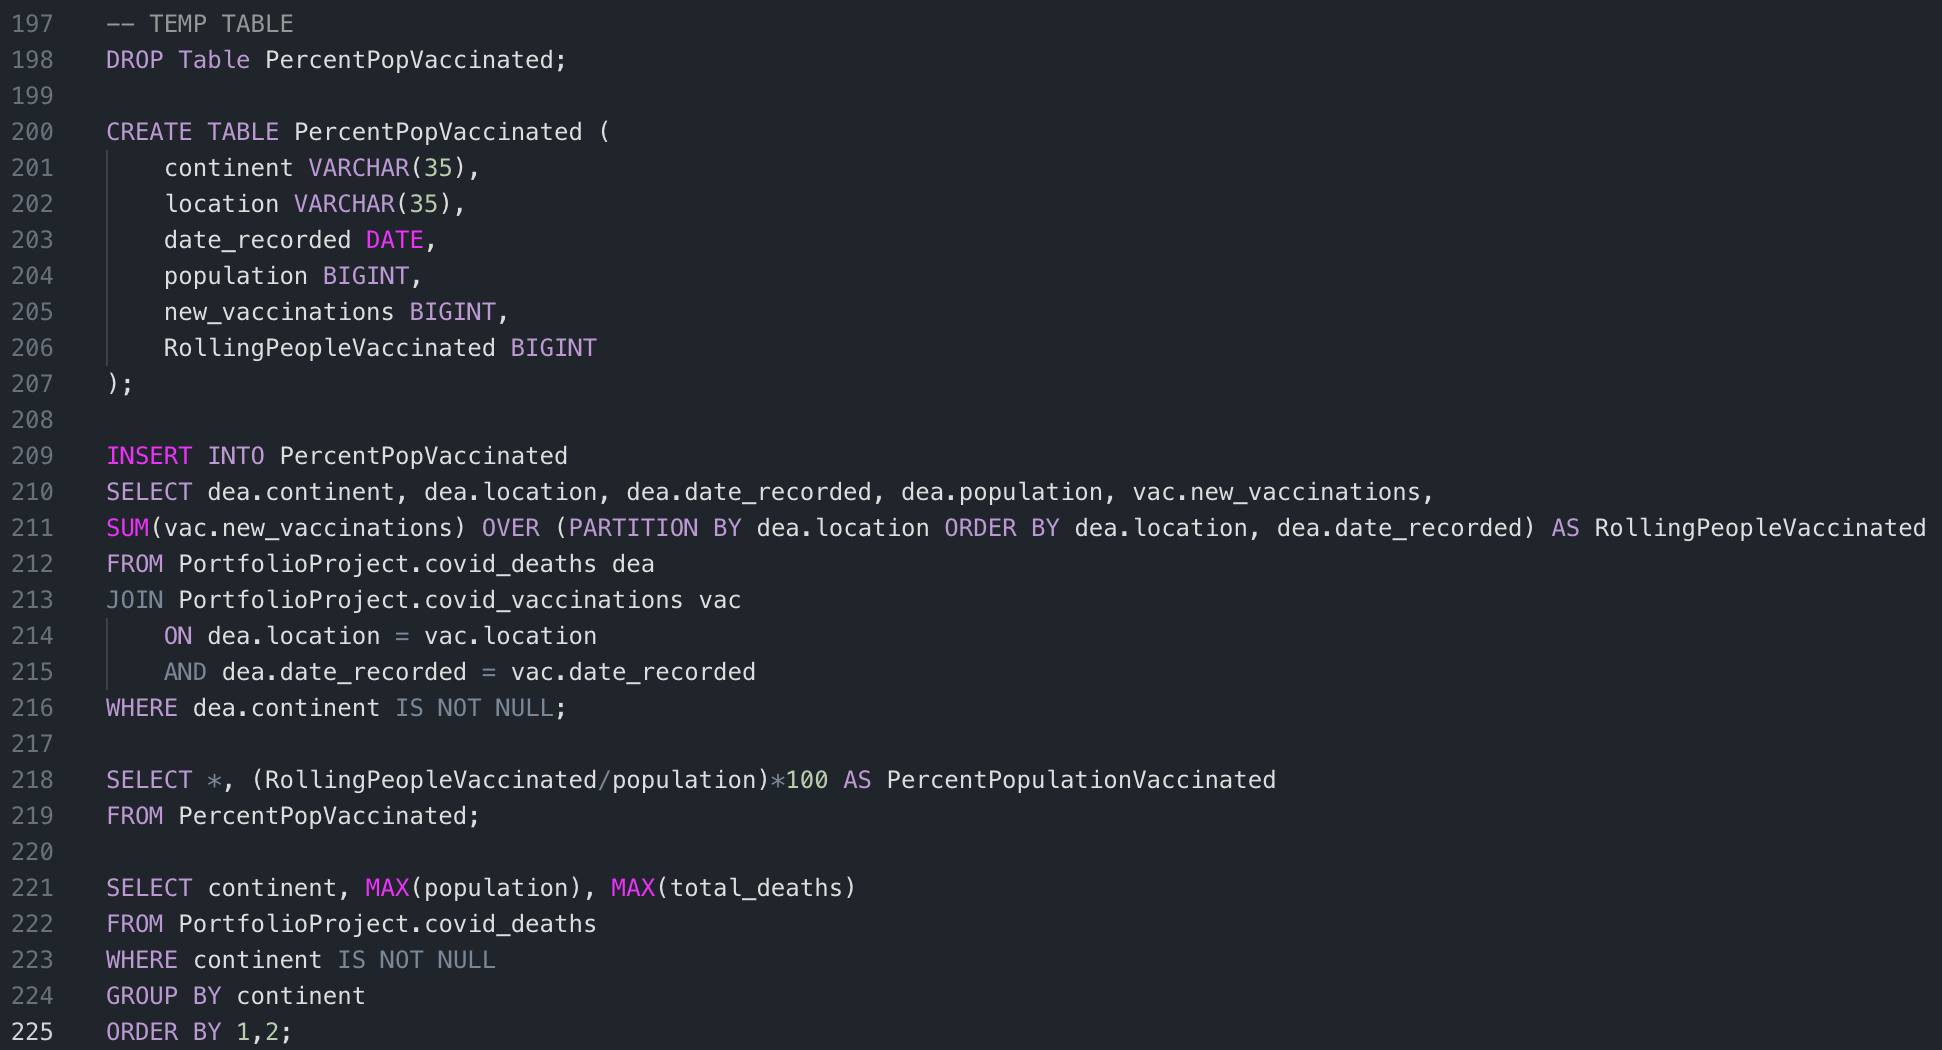 197 -- TEMP TABLE
198 DROP Table PercentPopVaccinated;
199
200 CREATE TABLE PercentPopVaccinated (
201     continent VARCHAR(35),
202     location VARCHAR(35),
203     date_recorded DATE,
204     population BIGINT,
205     new_vaccinations BIGINT,
206     RollingPeopleVaccinated BIGINT
207 );
208
209 INSERT INTO PercentPopVaccinated
210 SELECT dea.continent, dea.location, dea.date_recorded, dea.population, vac.new_vaccinations,
211 SUM(vac.new_vaccinations) OVER (PARTITION BY dea.location ORDER BY dea.location, dea.date_recorded) AS RollingPeopleVaccinated
212 FROM PortfolioProject.covid_deaths dea
213 JOIN PortfolioProject.covid_vaccinations vac
214     ON dea.location = vac.location
215     AND dea.date_recorded = vac.date_recorded
216 WHERE dea.continent IS NOT NULL;
217
218 SELECT *, (RollingPeopleVaccinated/population)*100 AS PercentPopulationVaccinated
219 FROM PercentPopVaccinated;
220
221 SELECT continent, MAX(population), MAX(total_deaths)
222 FROM PortfolioProject.covid_deaths
223 WHERE continent IS NOT NULL
224 GROUP BY continent
225 ORDER BY 1,2;